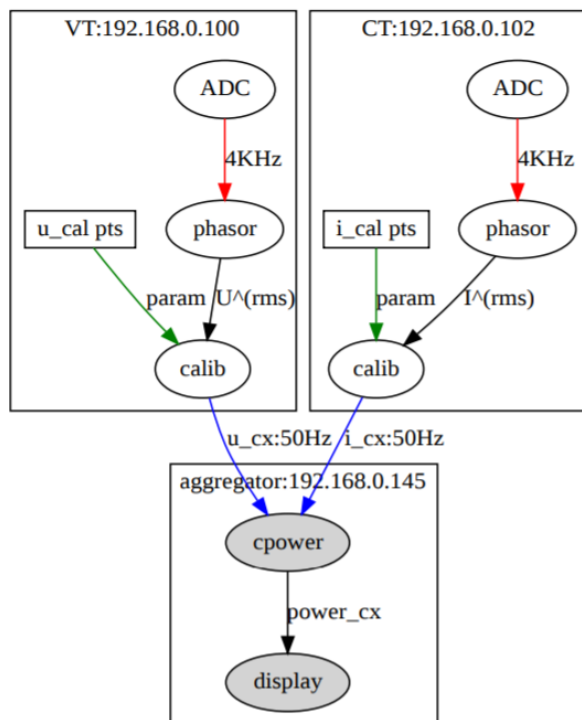 VT:192.168.0.100
CT:192.168.0.102
ADC
ADC
4KHz
4KHz
u_cal pts
phasor
i_cal pts
phasor
param
U^(rms)
param
I^(rms)
calib
calib
u_cx:50Hz
i_cx:50Hz
aggregator:192.168.0.145
cpower
power_cx
display